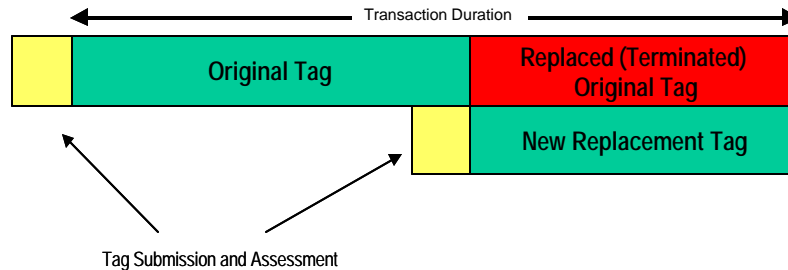 Transaction Duration
Original Tag
Replaced (Terminated)
Original Tag
New Replacement Tag
Tag Submission and Assessment